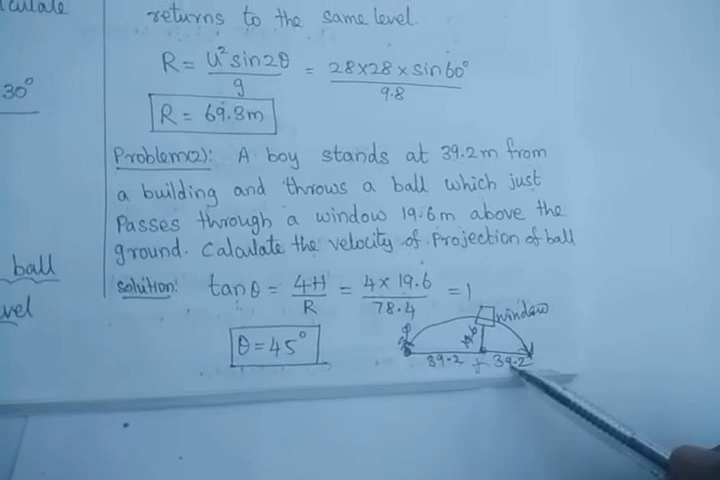 lculate
30°
ball
vel
returns to the same level.
R = u² sin2θ / g = 28×28×sin60° / 9.8
R = 69.3m
Problem(2): A boy stands at 39.2m from
a building and throws a ball which just
Passes through a window 19.6m above the
ground. Calculate the velocity of Projection of ball
Solution: tanθ = 4H / R = 4×19.6 / 78.4 = 1
θ = 45°
window
39.2 + 39.2